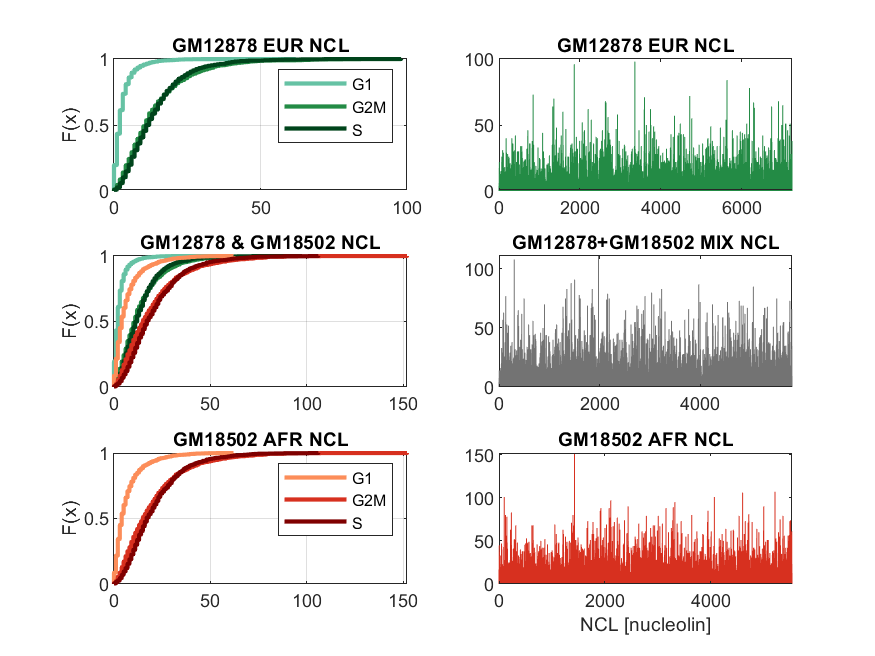 GM12878 EUR NCL
F(x)
1
0.5
0
0
50
100
G1
G2M
S
GM12878 EUR NCL
100
50
0
0
2000
4000
6000
GM12878 & GM18502 NCL
F(x)
1
0.5
0
0
50
100
150
GM12878+GM18502 MIX NCL
100
50
0
0
2000
4000
GM18502 AFR NCL
F(x)
1
0.5
0
0
50
100
150
G1
G2M
S
GM18502 AFR NCL
150
100
50
0
0
2000
4000
NCL [nucleolin]